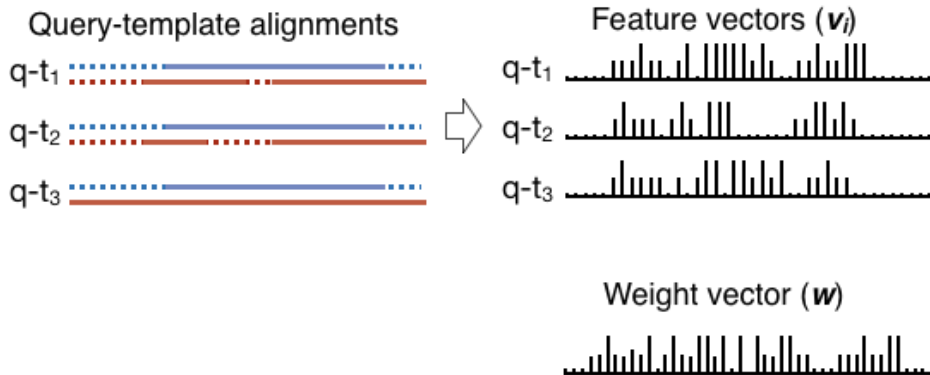 Query-template alignments
q-t1
q-t2
q-t3
Feature vectors (vi)
q-t1
q-t2
q-t3
Weight vector (w)